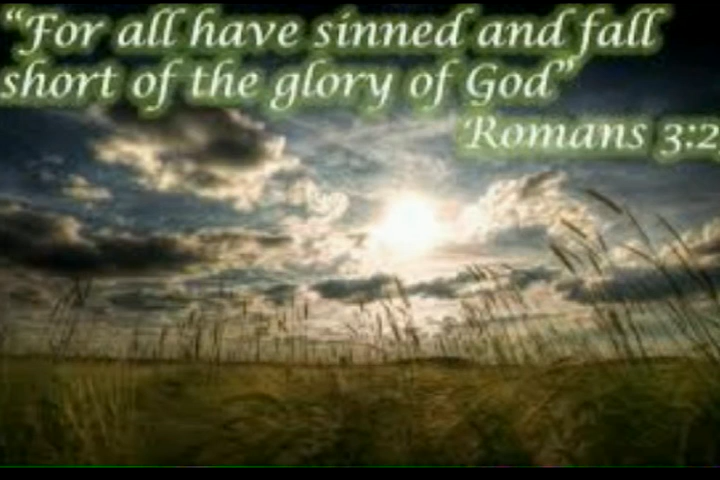 “For all have sinned and fall
short of the glory of God”
‘Romans 3:2